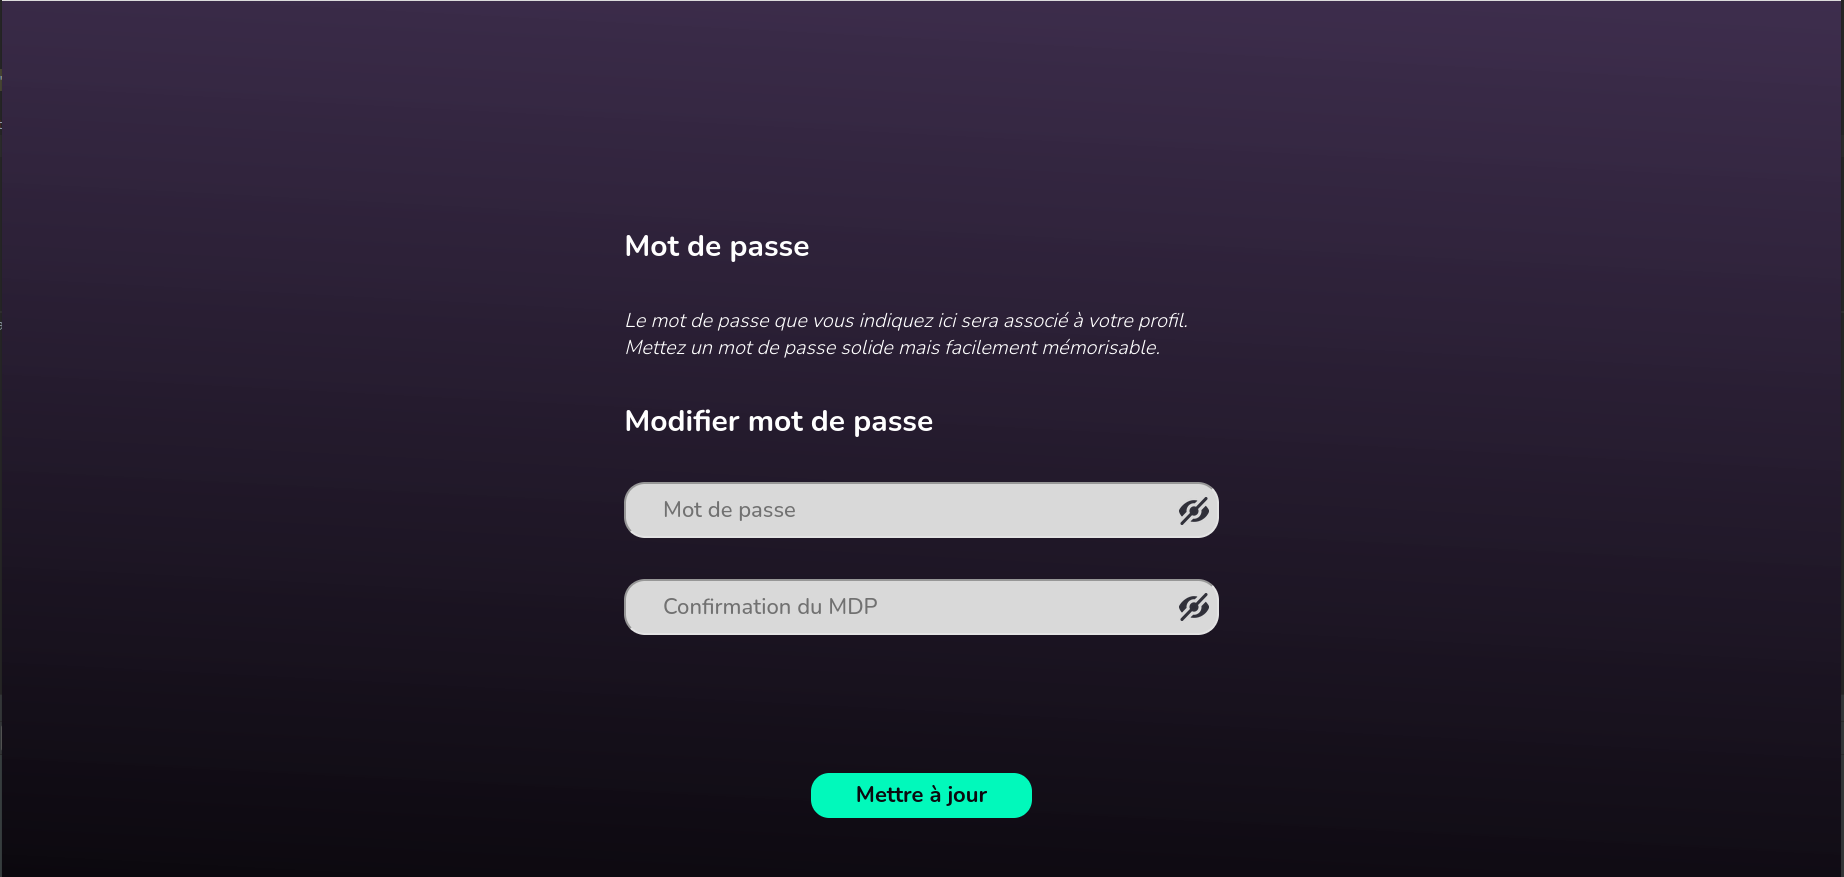 Mot de passe
Le mot de passe que vous indiquez ici sera associé à votre profil.
Mettez un mot de passe solide mais facilement mémorisable.
Modifier mot de passe
Mot de passe
Confirmation du MDP
Mettre à jour